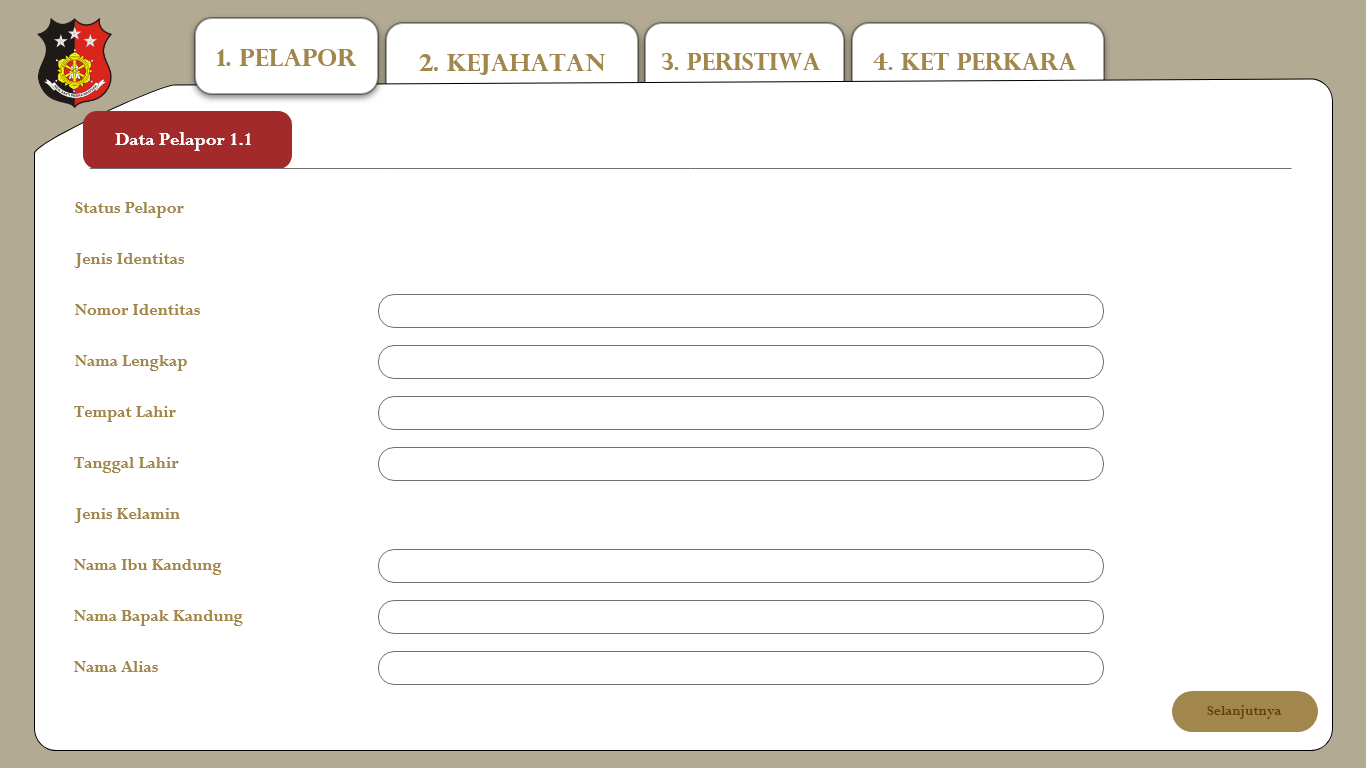 1. PELAPOR
2. KEJAHATAN
3. PERISTIWA
4. KET PERKARA
Data Pelapor 1.1
Status Pelapor
Jenis Identitas
Nomor Identitas
Nama Lengkap
Tempat Lahir
Tanggal Lahir
Jenis Kelamin
Nama Ibu Kandung
Nama Bapak Kandung
Nama Alias
Selanjutnya